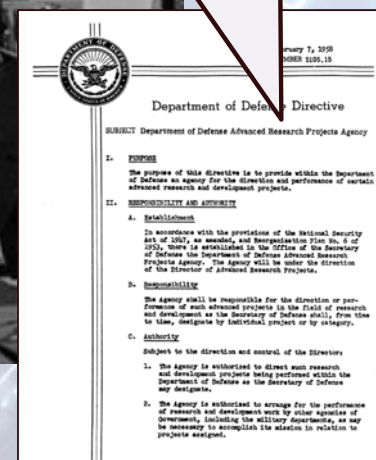 DEPARTMENT OF DEFENSE
ruary 7, 1958
MBER 5105.15
Department of Defe Directive
SUBJECT Department of Defense Advanced Research Projects Agency
I. PURPOSE
The purpose of this directive is to provide within the Department
of Defense an agency for the direction and performance of certain
advanced research and development projects.
II. RESPONSIBILITY AND AUTHORITY
A. Establishment
In accordance with the provisions of the National Security
Act of 1947, as amended, and Reorganization Plan No. 6 of
1953, there is established in the Office of the Secretary
of Defense the Department of Defense Advanced Research
Projects Agency. The Agency will be under the direction
of the Director of Advanced Research Projects.
B. Responsibility
The Agency shall be responsible for the direction or per-
formance of such advanced projects in the field of research
and development as the Secretary of Defense shall, from time
to time, designate by individual project or by category.
C. Authority
Subject to the direction and control of the Director:
1. The Agency is authorized to direct such research
and development projects being performed within the
Department of Defense as the Secretary of Defense
may designate.
2. The Agency is authorized to arrange for the performance
of research and development work by other agencies of
Government, including the military departments, as may
be necessary to accomplish its mission in relation to
projects assigned.